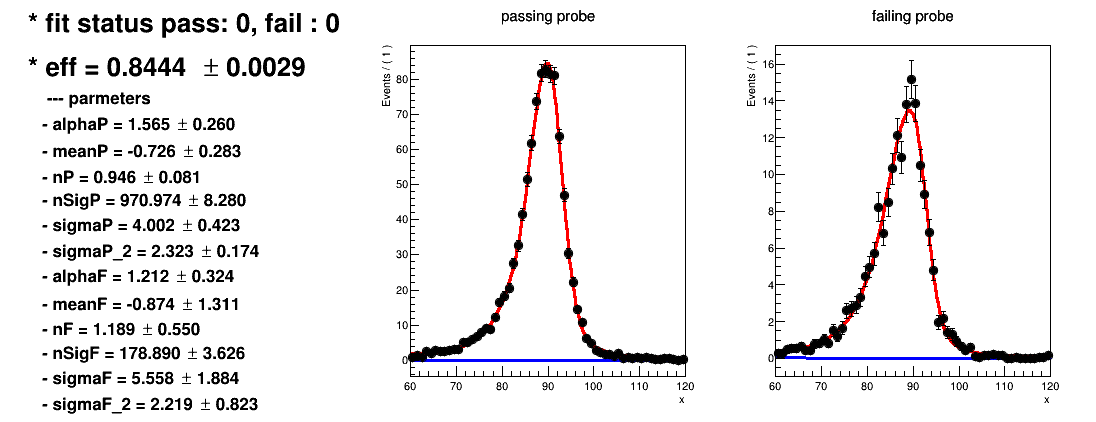 * fit status pass: 0, fail : 0
* eff = 0.8444 ± 0.0029
--- parmeters
- alphaP = 1.565 ± 0.260
- meanP = -0.726 ± 0.283
- nP = 0.946 ± 0.081
- nSigP = 970.974 ± 8.280
- sigmaP = 4.002 ± 0.423
- sigmaP_2 = 2.323 ± 0.174
- alphaF = 1.212 ± 0.324
- meanF = -0.874 ± 1.311
- nF = 1.189 ± 0.550
- nSigF = 178.890 ± 3.626
- sigmaF = 5.558 ± 1.884
- sigmaF_2 = 2.219 ± 0.823
passing probe
Events / ( 1 )
80
70
60
50
40
30
20
10
0
60 70 80 90 100 110 120
x
failing probe
Events / ( 1 )
16
14
12
10
8
6
4
2
0
60 70 80 90 100 110 120
x